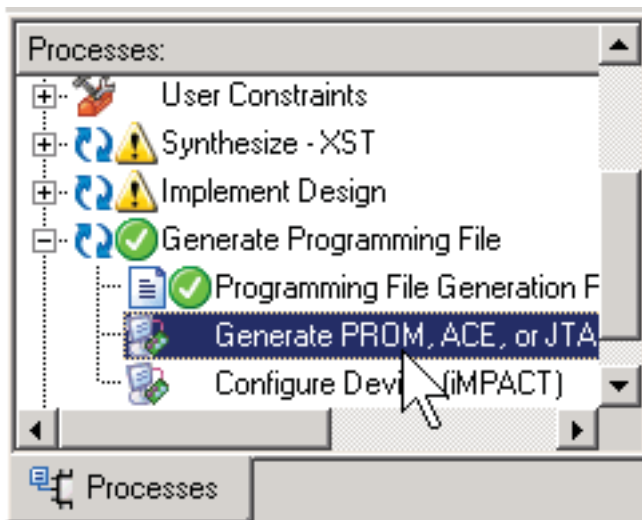 Processes:
User Constraints
Synthesize - XST
Implement Design
Generate Programming File
Programming File Generation F
Generate PROM, ACE, or JTA
Configure Devi (iMPACT)
Processes